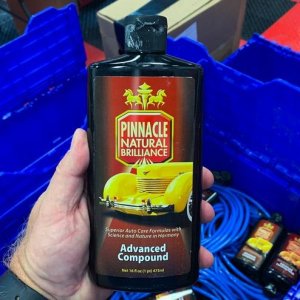 PINNACLE
NATURAL
BRILLIANCE
Superior Auto Care Formulas with
Science and Nature in Harmony
Advanced
Compound
Net 16 fl oz (1 pt) 473ml